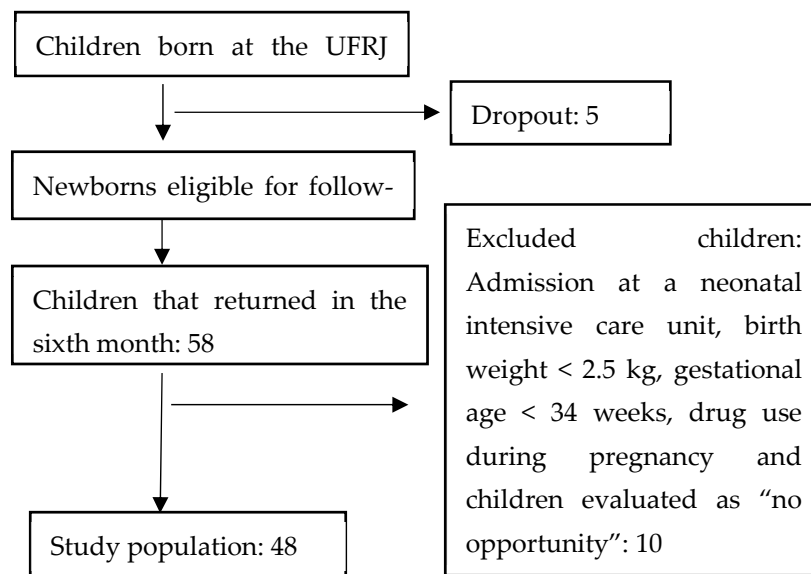 Children born at the UFRJ
Dropout: 5
Newborns eligible for follow-
Children that returned in the
sixth month: 58
Excluded children:
Admission at a neonatal
intensive care unit, birth
weight < 2.5 kg, gestational
age < 34 weeks, drug use
during pregnancy and
children evaluated as “no
opportunity”: 10
Study population: 48